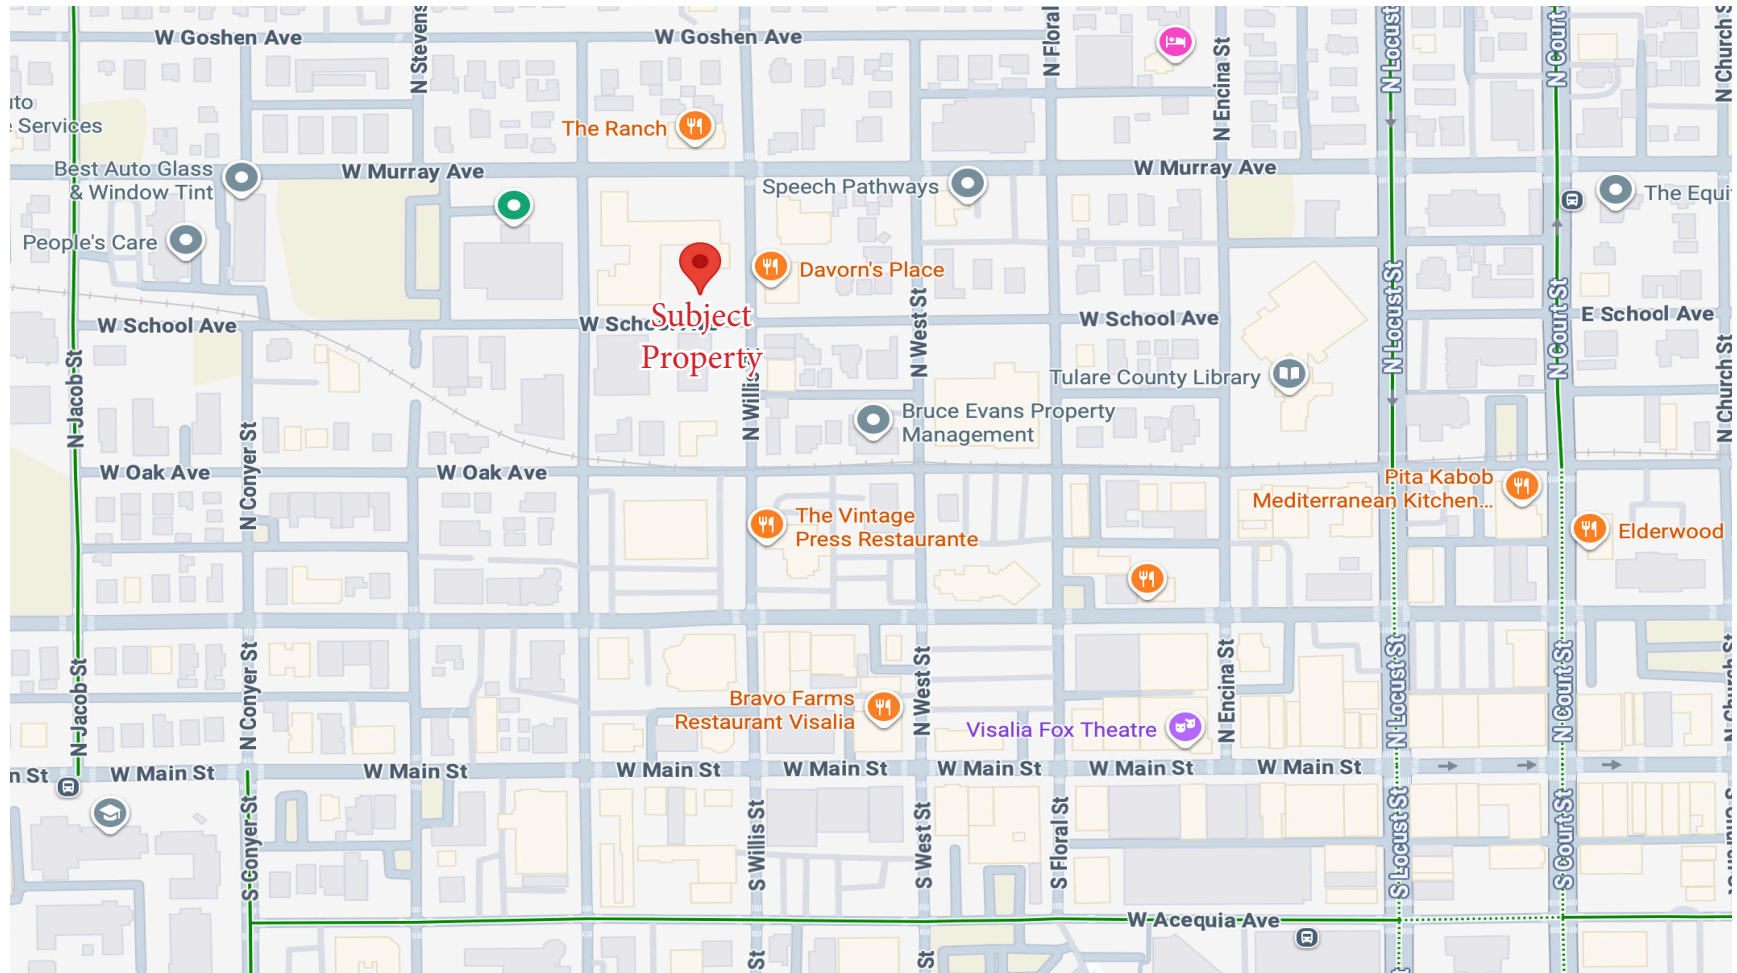 W Goshen Ave
W Goshen Ave
N Stevens
N Floral
N Encina St
N Locust
N Court
N Church S
uto
Services
The Ranch
Best Auto Glass
& Window Tint
W Murray Ave
W Murray Ave
Speech Pathways
The Equi
People's Care
Davorn's Place
Subject
Property
W School Ave
W School Ave
E School Ave
N West St
N Locust St
N Court St
N Jacob St
N Willis
N Church St
Tulare County Library
Bruce Evans Property
Management
W Oak Ave
W Oak Ave
N Conyer St
Pita Kabob
Mediterranean Kitchen...
The Vintage
Press Restaurante
Elderwood
N Jacob St
N Conyer St
N West St
N Encina St
N Locust St
N Court St
Bravo Farms
Restaurant Visalia
Visalia Fox Theatre
n St
W Main St
W Main St
W Main St
W Main St
W Main St
W Main St
W Main St
S Conyer St
S Willis St
S West St
S Floral St
S Locust St
S Court St
W Acequia Ave
St
St